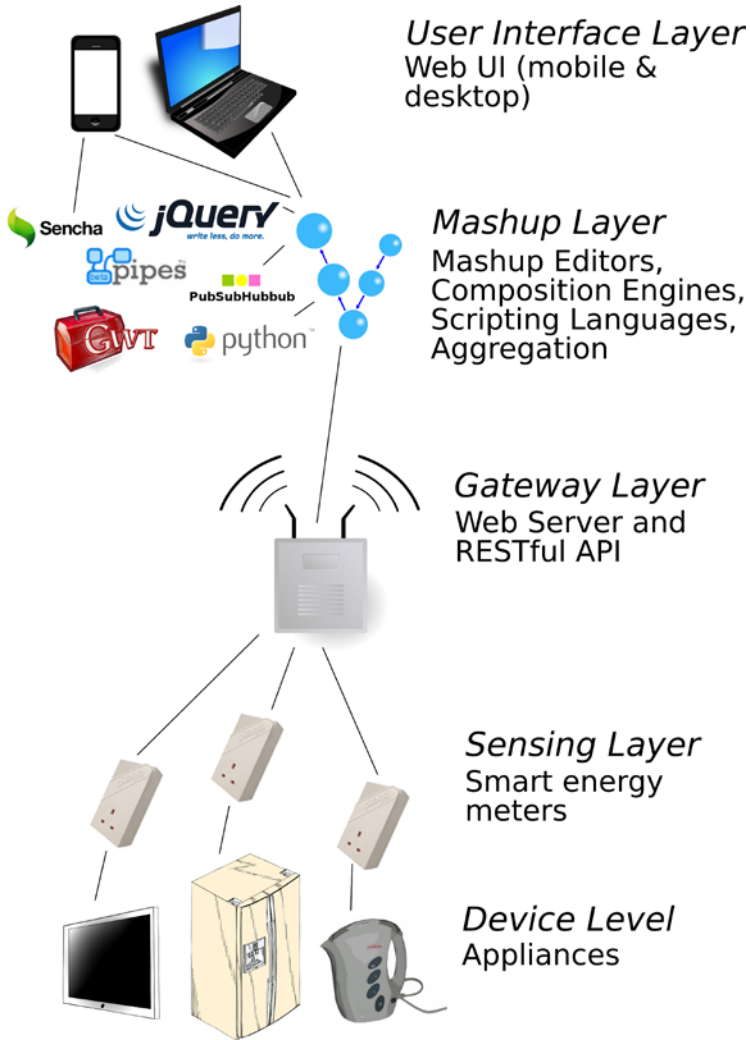 User Interface Layer
Web UI (mobile &
desktop)
Sencha
jQuery
write less, do more.
pipes
beta
PubSubHubbub
GWT
python™
Mashup Layer
Mashup Editors,
Composition Engines,
Scripting Languages,
Aggregation
Gateway Layer
Web Server and
RESTful API
Sensing Layer
Smart energy
meters
Device Level
Appliances